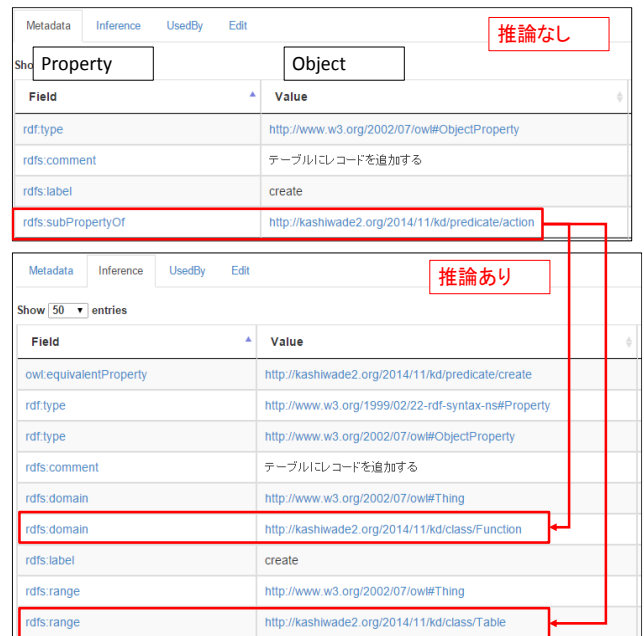 Metadata Inference UsedBy Edit
推論なし
Sho
Property Object
Field Value
rdf:type http://www.w3.org/2002/07/owl#ObjectProperty
rdfs:comment テーブルにレコードを追加する
rdfs:label create
rdfs:subPropertyOf http://kashiwade2.org/2014/11/kd/predicate/action
Metadata Inference UsedBy Edit
推論あり
Show 50 entries
Field Value
owl:equivalentProperty http://kashiwade2.org/2014/11/kd/predicate/create
rdf:type http://www.w3.org/1999/02/22-rdf-syntax-ns#Property
rdf:type http://www.w3.org/2002/07/owl#ObjectProperty
rdfs:comment テーブルにレコードを追加する
rdfs:domain http://www.w3.org/2002/07/owl#Thing
rdfs:domain http://kashiwade2.org/2014/11/kd/class/Function
rdfs:label create
rdfs:range http://www.w3.org/2002/07/owl#Thing
rdfs:range http://kashiwade2.org/2014/11/kd/class/Table